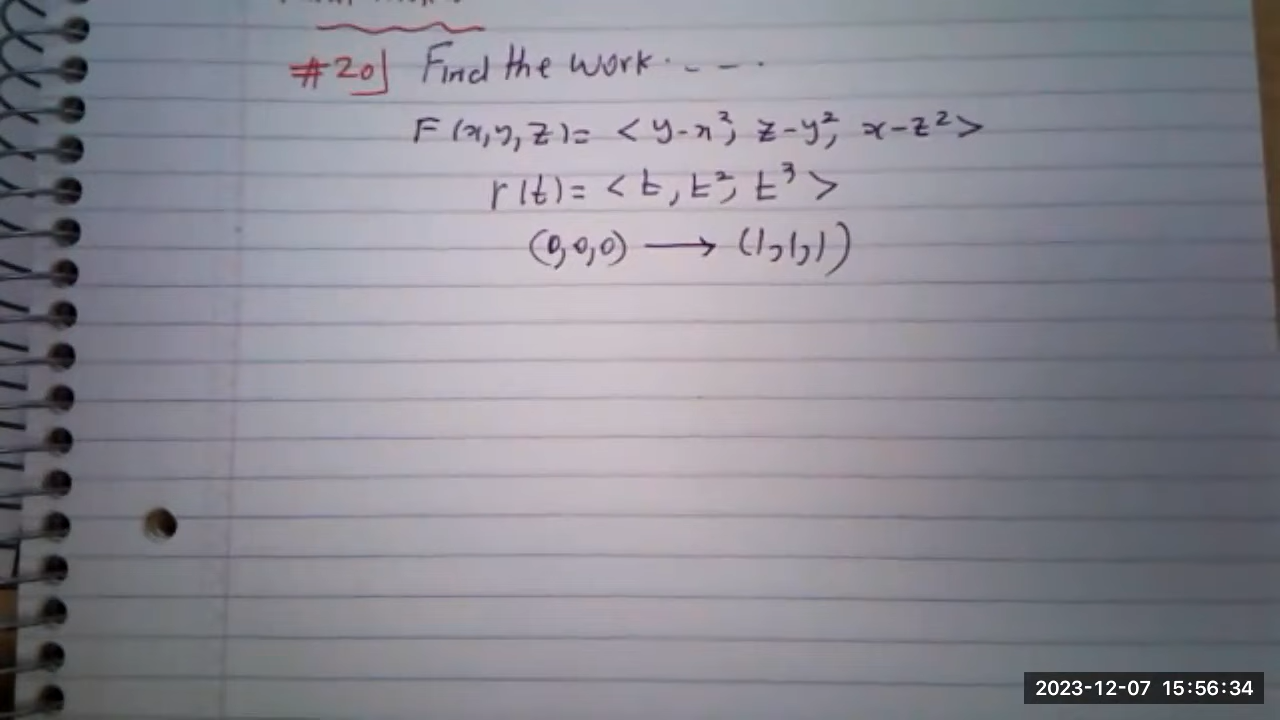 #20] Find the work . - - .
F(x,y,z) = <y-x², z-y², x-z²>
r(t) = <t, t², t³>
(0,0,0) → (1,1,1)
2023-12-07 15:56:34